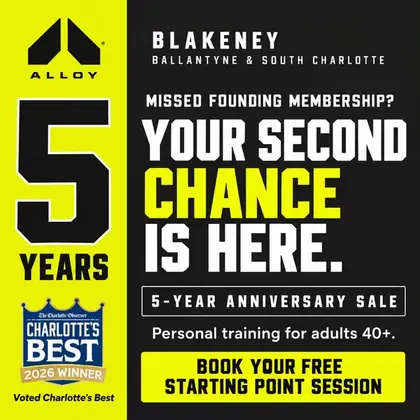 ALLOY
5
YEARS
The Charlotte Observer
CHARLOTTE'S
BEST
2026 WINNER
Voted Charlotte's Best
BLAKENEY
BALLANTYNE & SOUTH CHARLOTTE
MISSED FOUNDING MEMBERSHIP?
YOUR SECOND
CHANCE
IS HERE.
5-YEAR ANNIVERSARY SALE
Personal training for adults 40+.
BOOK YOUR FREE
STARTING POINT SESSION